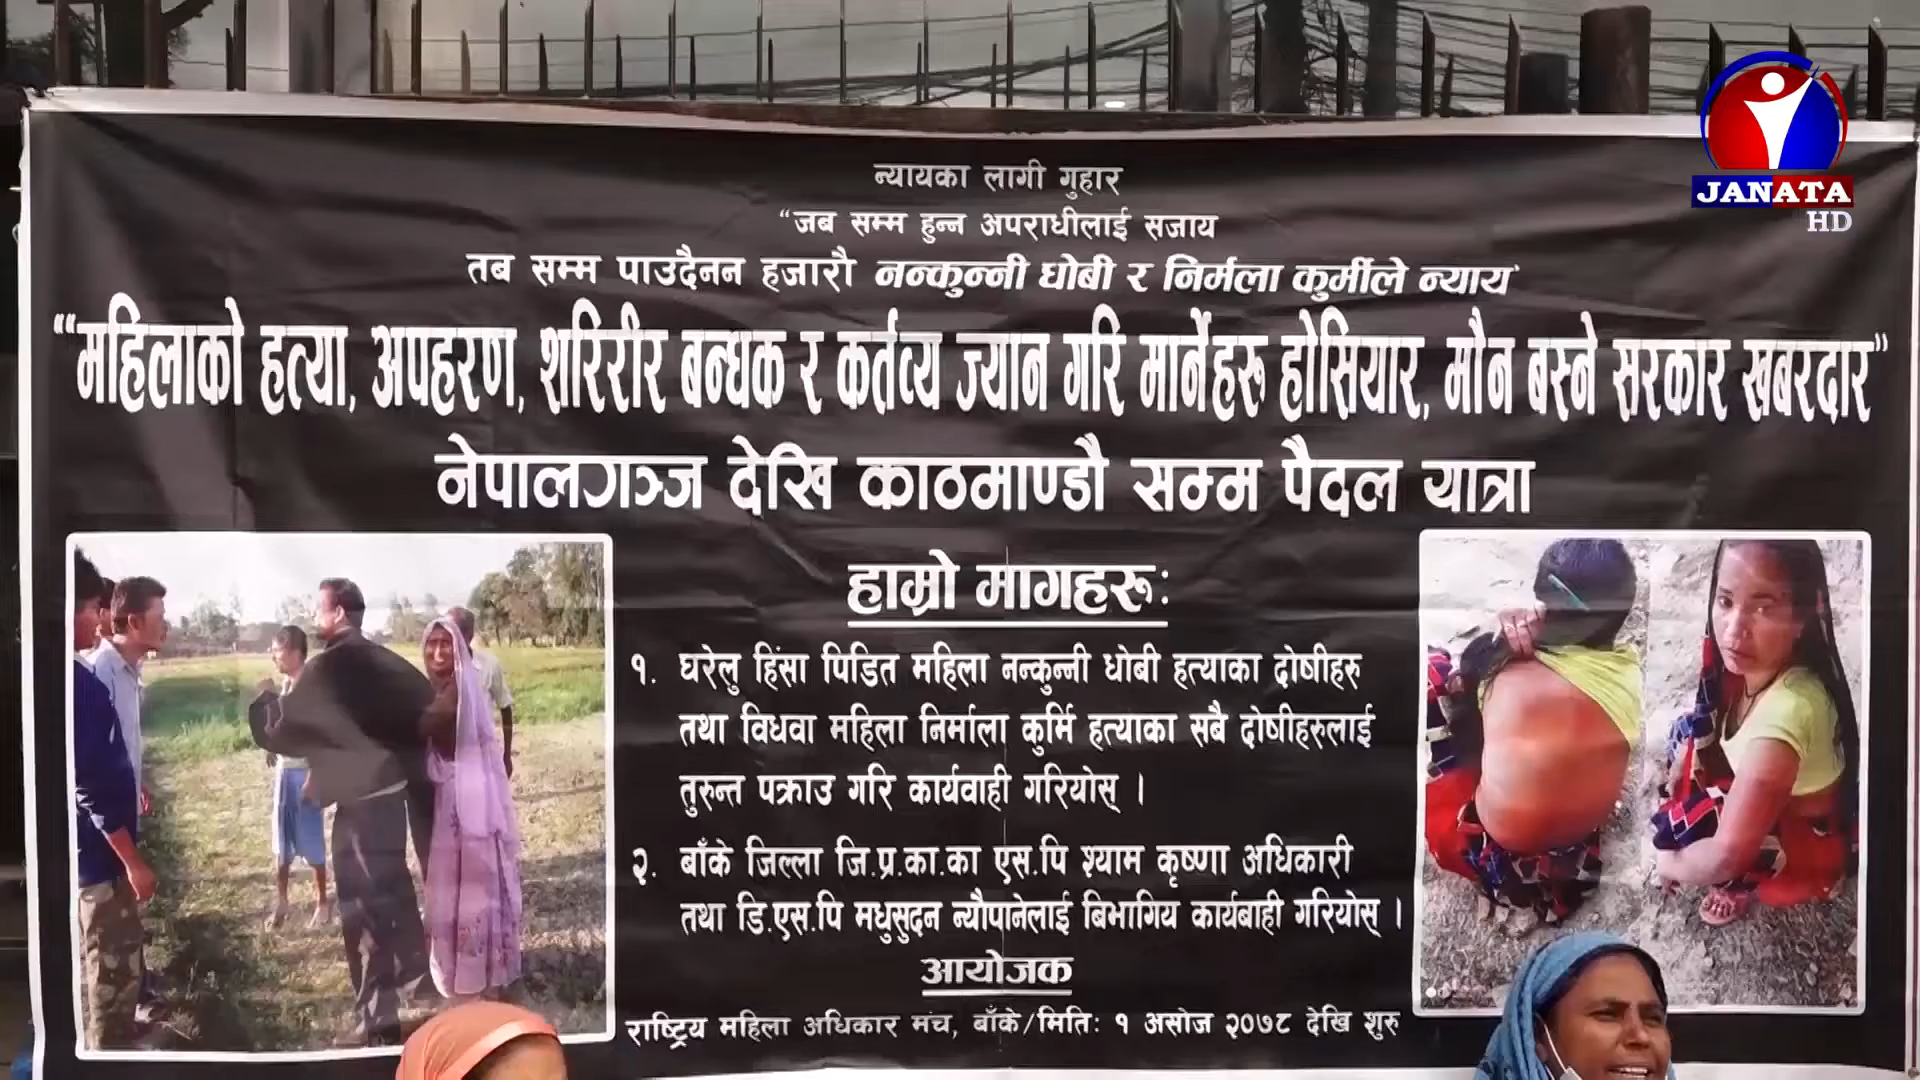 न्यायका लागी गुहार
“जब सम्म हुन्न अपराधीलाई सजाय
तब सम्म पाउदैनन हजारौ नन्कुन्नी धोबी र निर्मला कुर्मीले न्याय'
““महिलाको हत्या, अपहरण, शरिरीर बन्धक र कर्तव्य ज्यान गरि मार्नेहरू होसियार, मौन बस्ने सरकार खबरदार”
नेपालगञ्ज देखि काठमाण्डौ सम्म पैदल यात्रा
हाम्रो मागहरू:
१. घरेलु हिंसा पिडित महिला नन्कुन्नी धोबी हत्याका दोषीहरु
तथा विधवा महिला निर्माला कुर्मि हत्याका सबै दोषीहरुलाई
तुरुन्त पक्राउ गरि कार्यवाही गरियोस् ।
२. बाँके जिल्ला जि.प्र.का.का एस.पि श्याम कृष्णा अधिकारी
तथा डि.एस.पि मधुसुदन न्यौपानेलाई बिभागिय कार्यबाही गरियोस् ।
आयोजक
राष्ट्रिय महिला अधिकार मंच, बाँके/मितिः १ असोज २०७८ देखि शुरु
JANATA
HD